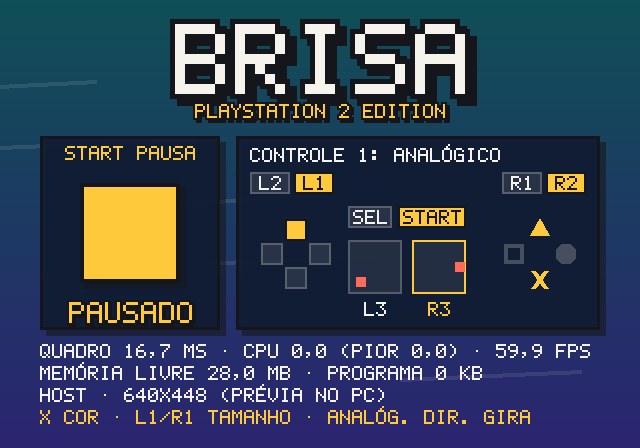 BRISA
PLAYSTATION 2 EDITION
START PAUSA
PAUSADO
CONTROLE 1: ANALÓGICO
L2 L1 R1 R2
SEL START
X
L3 R3
QUADRO 16,7 MS · CPU 0,0 (PIOR 0,0) · 59,9 FPS
MEMÓRIA LIVRE 28,0 MB · PROGRAMA 0 KB
HOST · 640X448 (PRÉVIA NO PC)
X COR · L1/R1 TAMANHO · ANALÓG. DIR. GIRA